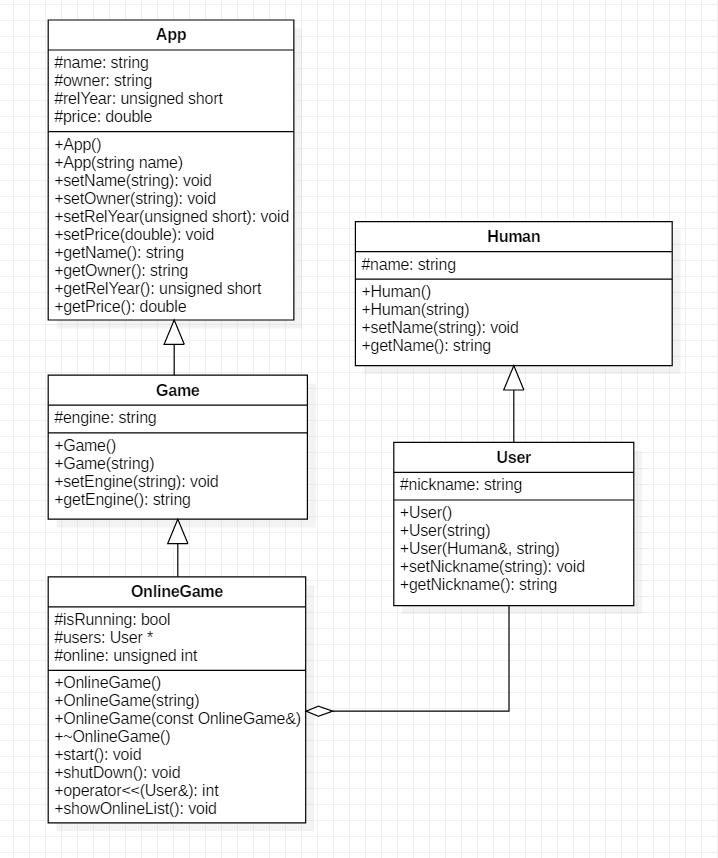 App
#name: string
#owner: string
#relYear: unsigned short
#price: double
+App()
+App(string name)
+setName(string): void
+setOwner(string): void
+setRelYear(unsigned short): void
+setPrice(double): void
+getName(): string
+getOwner(): string
+getRelYear(): unsigned short
+getPrice(): double
Human
#name: string
+Human()
+Human(string)
+setName(string): void
+getName(): string
Game
#engine: string
+Game()
+Game(string)
+setEngine(string): void
+getEngine(): string
User
#nickname: string
+User()
+User(string)
+User(Human&, string)
+setNickname(string): void
+getNickname(): string
OnlineGame
#isRunning: bool
#users: User *
#online: unsigned int
+OnlineGame()
+OnlineGame(string)
+OnlineGame(const OnlineGame&)
+~OnlineGame()
+start(): void
+shutDown(): void
+operator<<(User&): int
+showOnlineList(): void